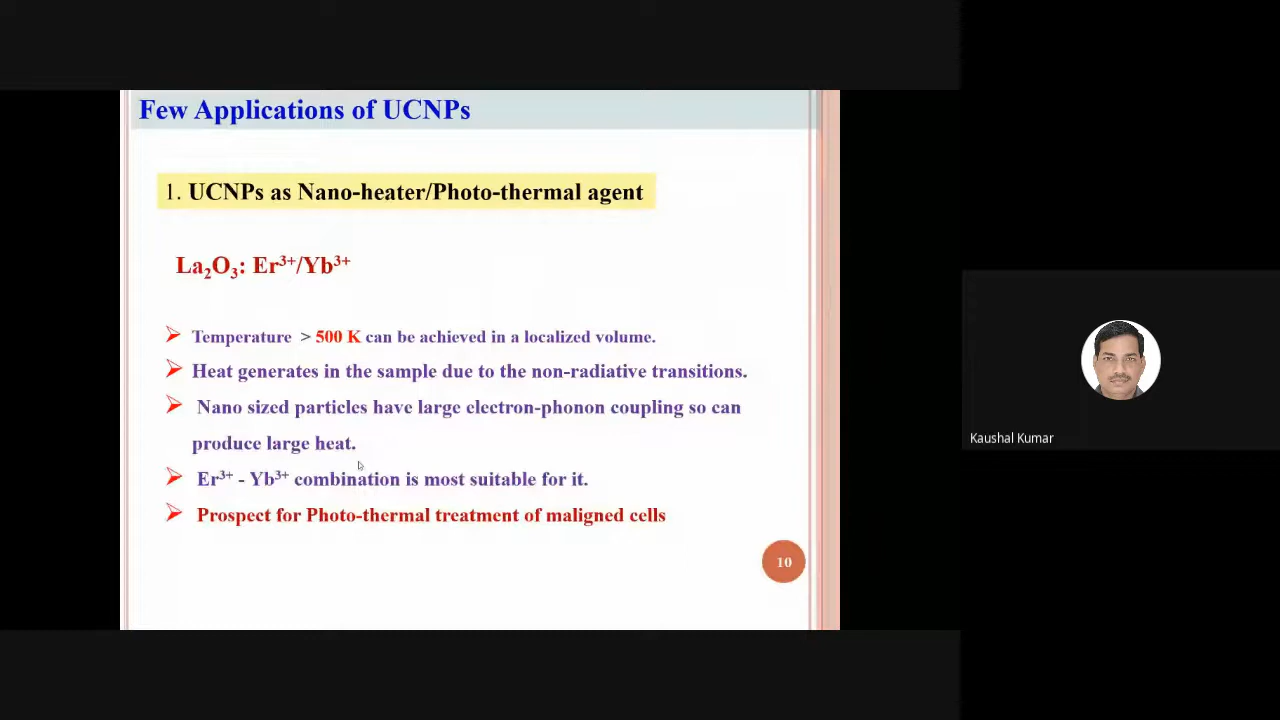 Few Applications of UCNPs
1. UCNPs as Nano-heater/Photo-thermal agent
La₂O₃: Er³⁺/Yb³⁺
➢ Temperature > 500 K can be achieved in a localized volume.
➢ Heat generates in the sample due to the non-radiative transitions.
➢ Nano sized particles have large electron-phonon coupling so can
produce large heat.
➢ Er³⁺ - Yb³⁺ combination is most suitable for it.
➢ Prospect for Photo-thermal treatment of maligned cells
10
Kaushal Kumar